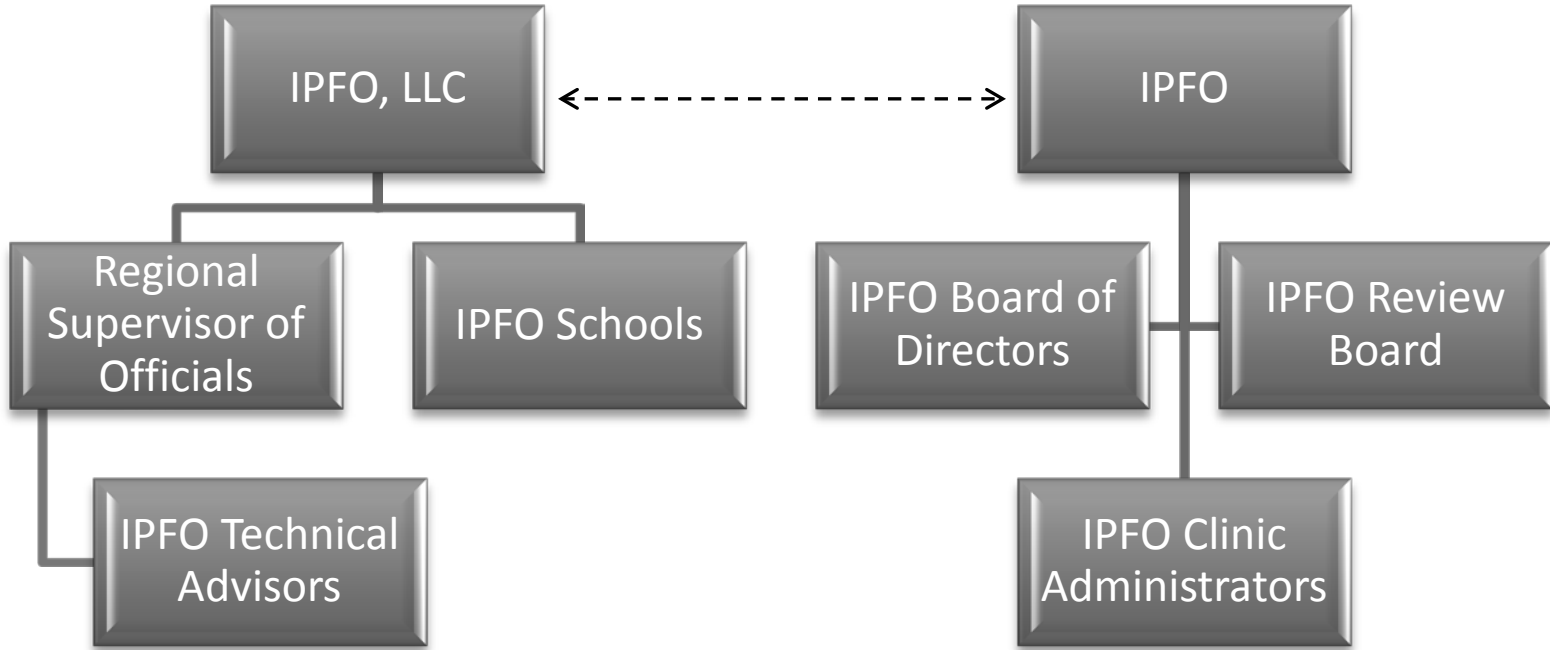 IPFO, LLC
IPFO
Regional
Supervisor of
Officials
IPFO Schools
IPFO Board of
Directors
IPFO Review
Board
IPFO Technical
Advisors
IPFO Clinic
Administrators